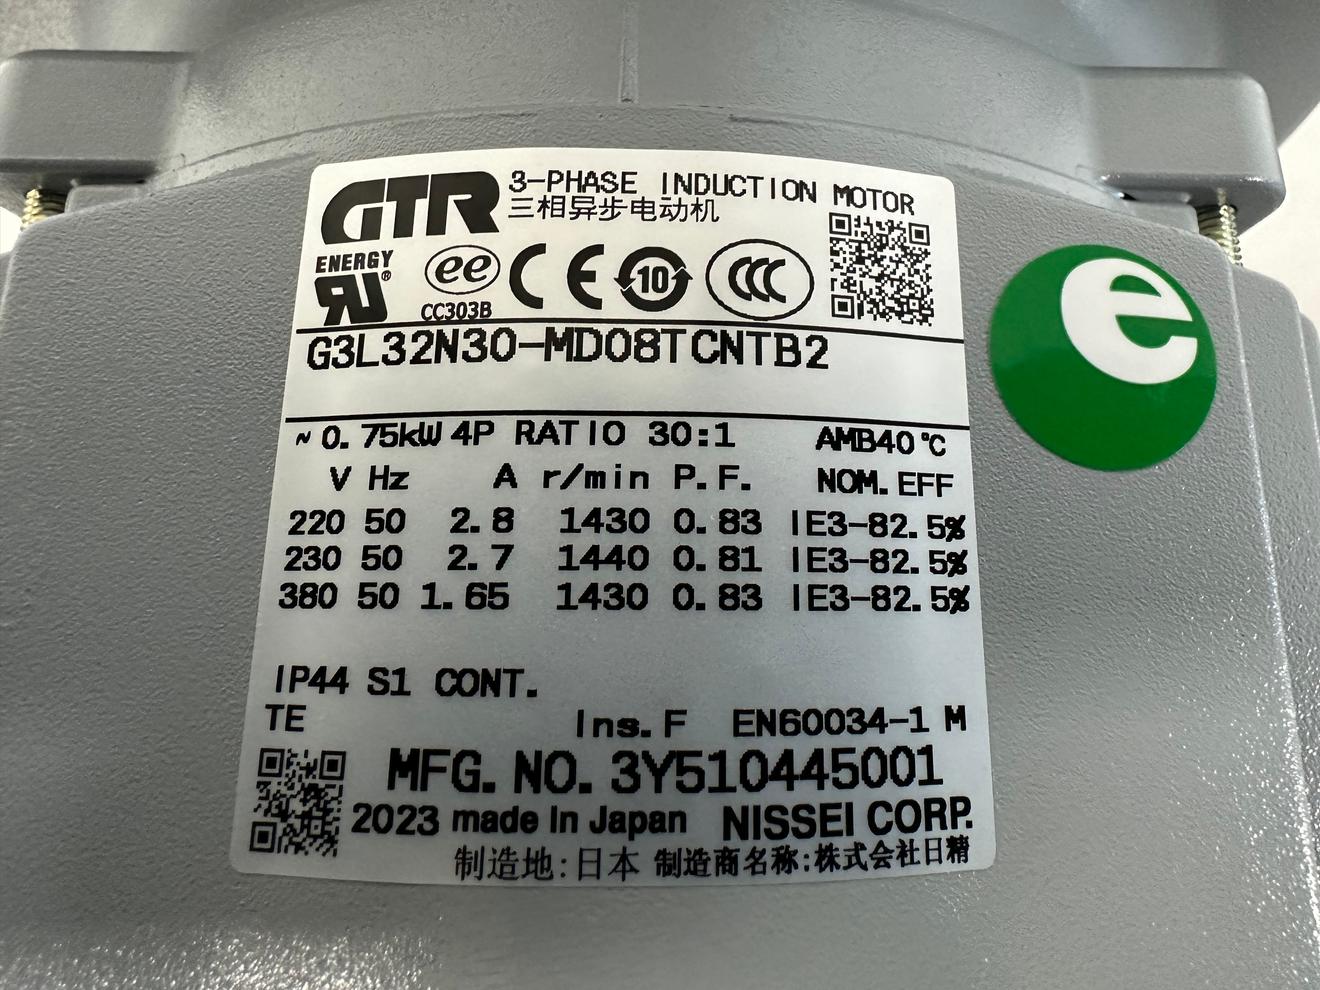 GTR 3-PHASE INDUCTION MOTOR
三相异步电动机
ENERGY
RU®
ee
CC303B
CE
10
CCC
G3L32N30-MD08TCNTB2
~ 0.75kW 4P RATIO 30:1 AMB40℃
V Hz A r/min P.F. NOM.EFF
220 50 2.8 1430 0.83 IE3-82.5%
230 50 2.7 1440 0.81 IE3-82.5%
380 50 1.65 1430 0.83 IE3-82.5%
IP44 S1 CONT.
TE Ins.F EN60034-1 M
MFG. NO. 3Y510445001
2023 made in Japan NISSEI CORP.
制造地:日本 制造商名称:株式会社日精
e